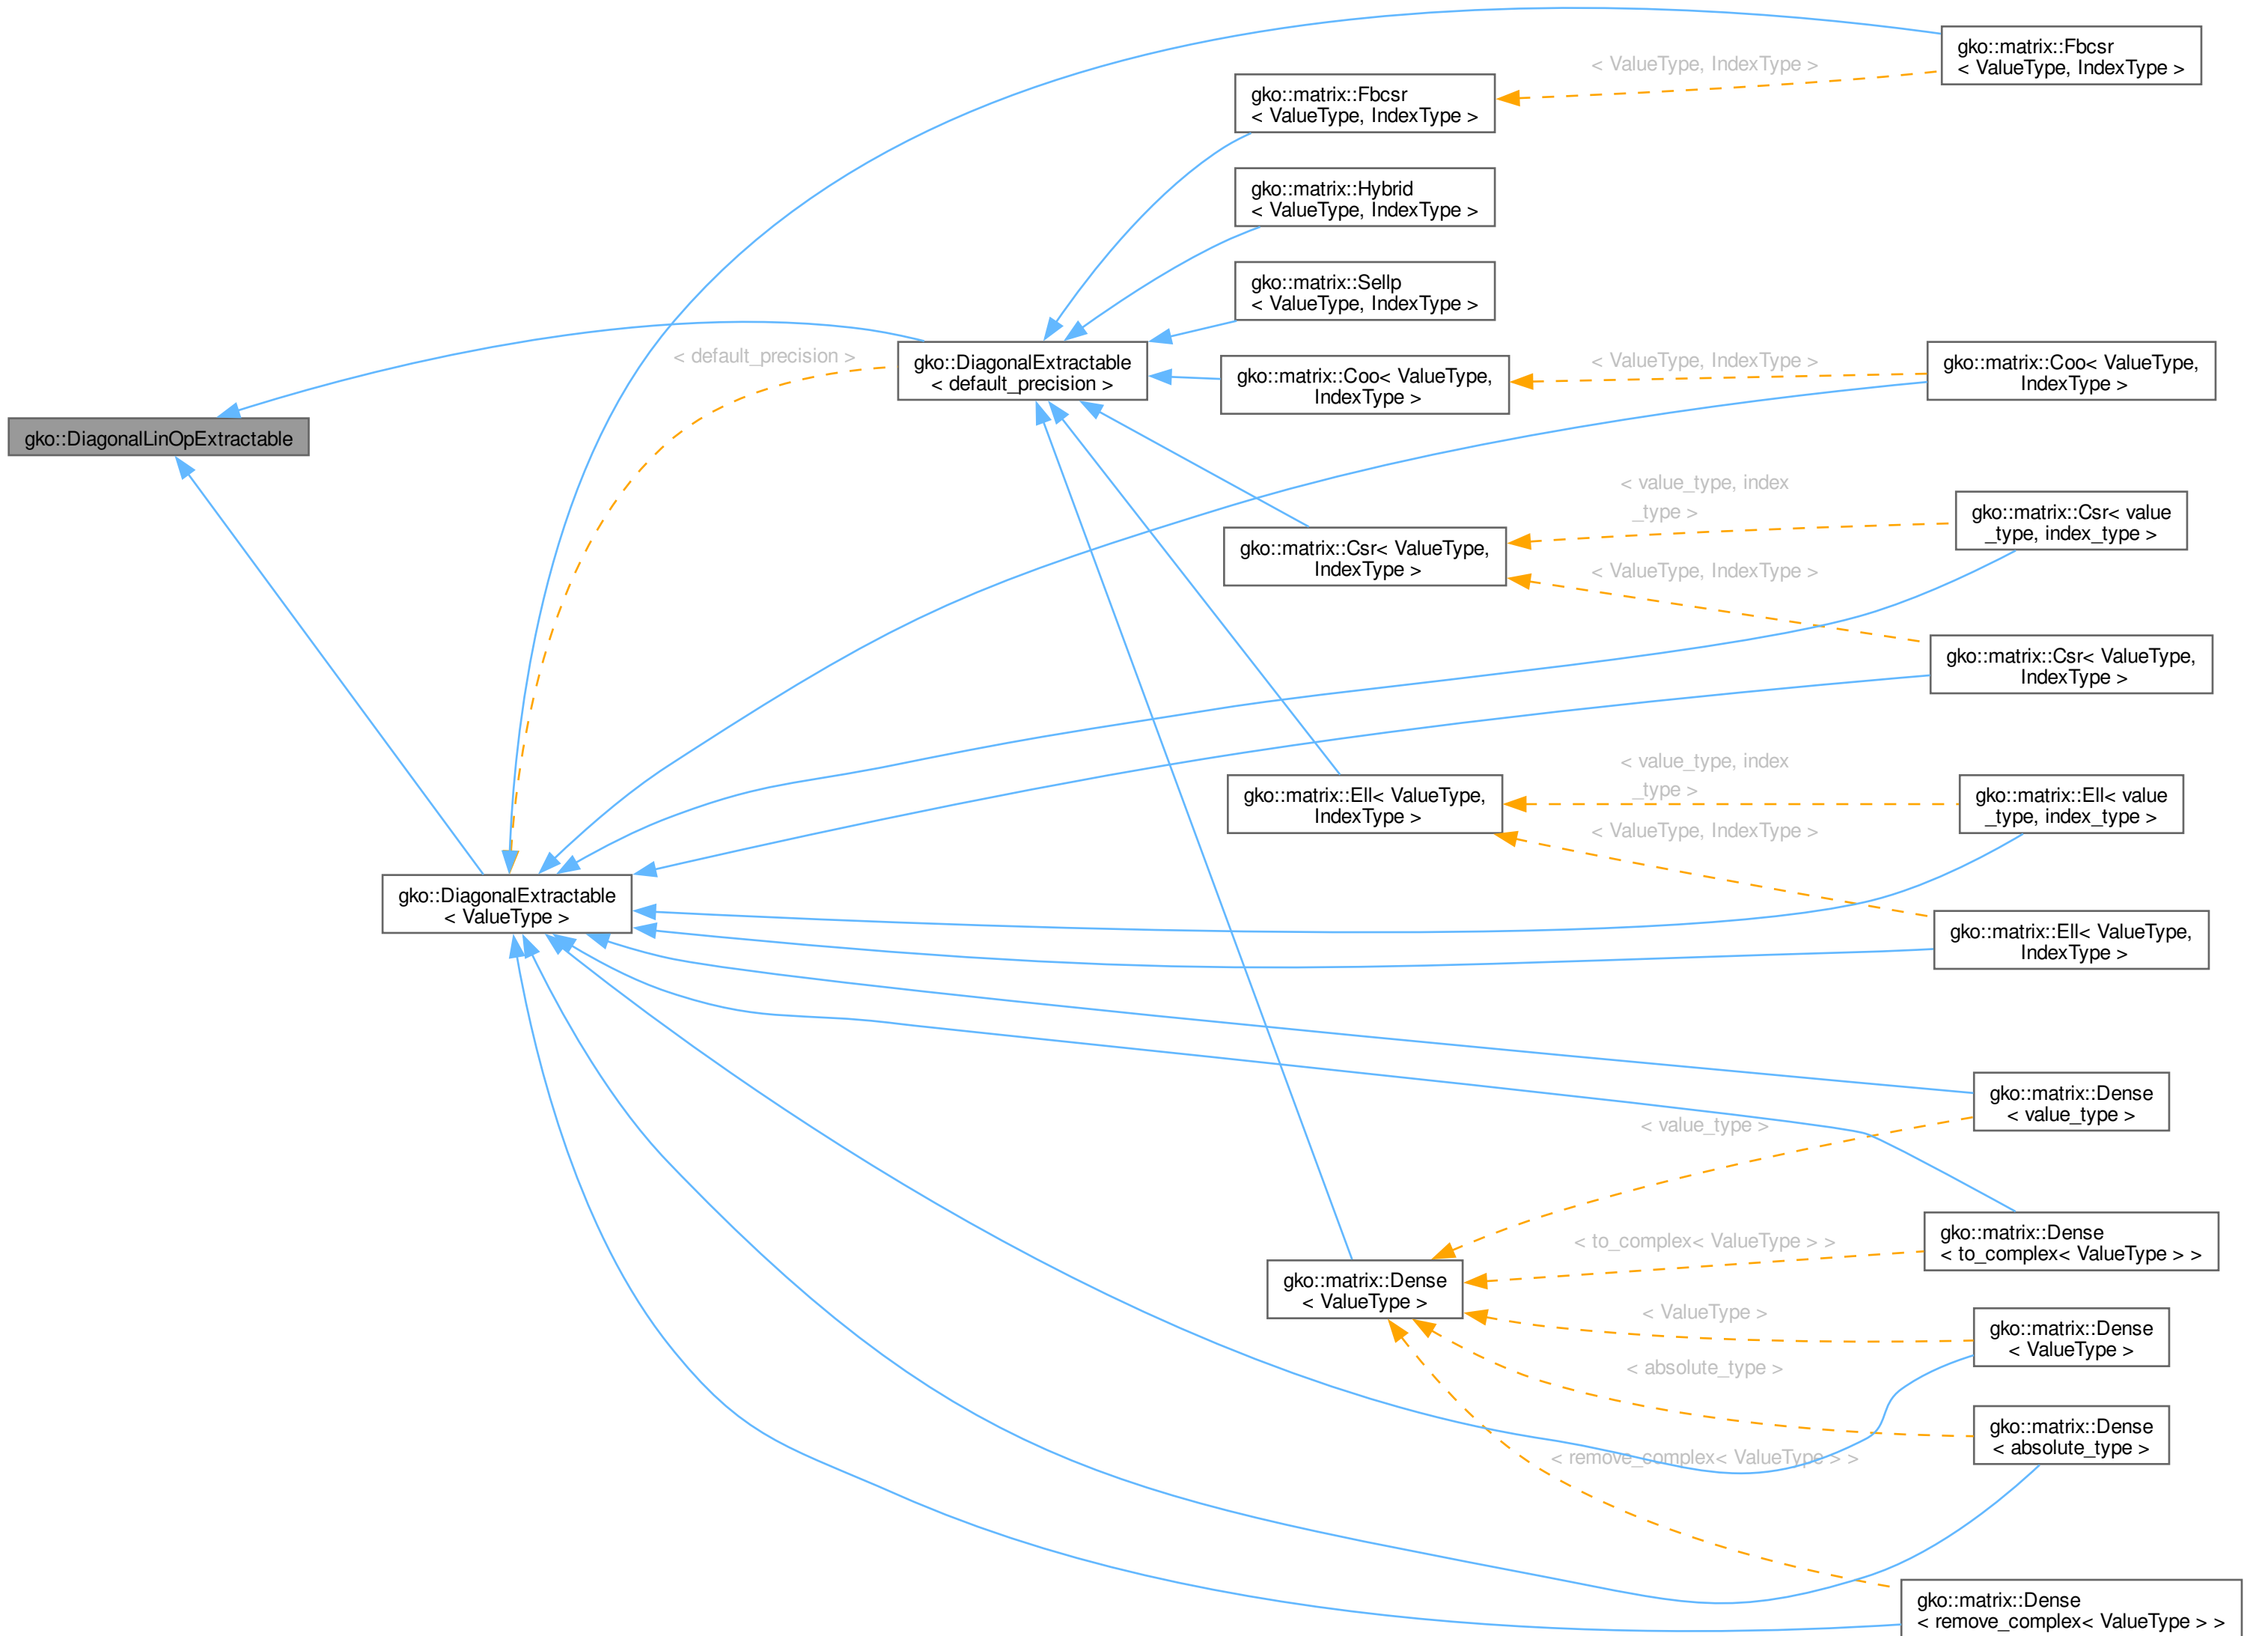 gko::matrix::Fbcsr
< ValueType, IndexType >
< ValueType, IndexType >
gko::matrix::Fbcsr
< ValueType, IndexType >
gko::matrix::Hybrid
< ValueType, IndexType >
gko::matrix::Sellp
< ValueType, IndexType >
< default_precision >
gko::DiagonalExtractable
< default_precision >
gko::matrix::Coo< ValueType,
IndexType >
< ValueType, IndexType >
gko::matrix::Coo< ValueType,
IndexType >
gko::DiagonalLinOpExtractable
< value_type, index
_type >
gko::matrix::Csr< value
_type, index_type >
gko::matrix::Csr< ValueType,
IndexType >
< ValueType, IndexType >
gko::matrix::Csr< ValueType,
IndexType >
< value_type, index
_type >
gko::matrix::Ell< ValueType,
IndexType >
gko::matrix::Ell< value
_type, index_type >
< ValueType, IndexType >
gko::DiagonalExtractable
< ValueType >
gko::matrix::Ell< ValueType,
IndexType >
gko::matrix::Dense
< value_type >
< value_type >
gko::matrix::Dense
< to_complex< ValueType > >
< to_complex< ValueType > >
gko::matrix::Dense
< ValueType >
< ValueType >
gko::matrix::Dense
< ValueType >
< absolute_type >
gko::matrix::Dense
< absolute_type >
< remove_complex< ValueType > >
gko::matrix::Dense
< remove_complex< ValueType > >